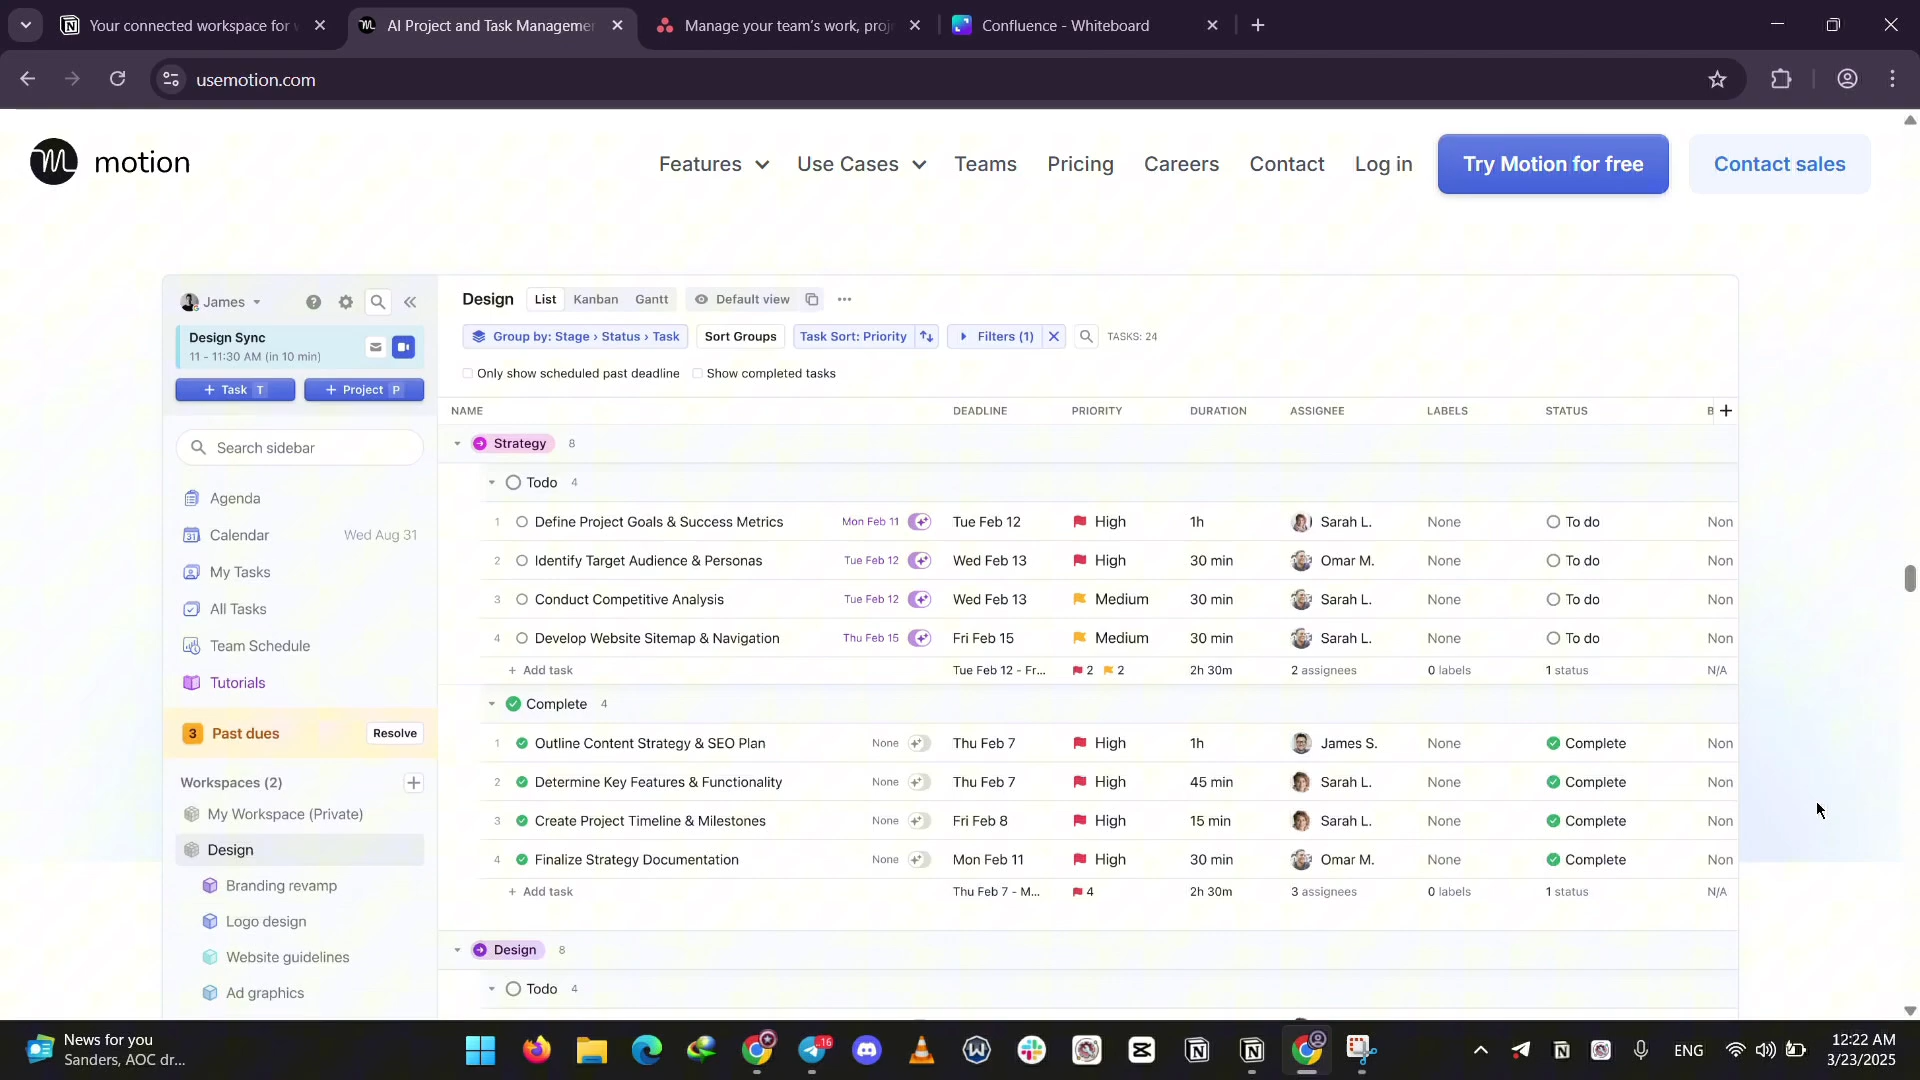 Your connected workspace for
AI Project and Task Management
Manage your team's work, proj
Confluence - Whiteboard
usemotion.com
motion
Features
Use Cases
Teams
Pricing
Careers
Contact
Log in
Try Motion for free
Contact sales
James
Design Sync
11 - 11:30 AM (in 10 min)
+ Task T
+ Project P
Search sidebar
Agenda
Calendar Wed Aug 31
My Tasks
All Tasks
Team Schedule
Tutorials
3 Past dues Resolve
Workspaces (2)
My Workspace (Private)
Design
Branding revamp
Logo design
Website guidelines
Ad graphics
Design List Kanban Gantt Default view
Group by: Stage › Status › Task Sort Groups Task Sort: Priority Filters (1) TASKS: 24
Only show scheduled past deadline Show completed tasks
NAME DEADLINE PRIORITY DURATION ASSIGNEE LABELS STATUS B
Strategy 8
Todo 4
1 Define Project Goals & Success Metrics Mon Feb 11 Tue Feb 12 High 1h Sarah L. None To do Non
2 Identify Target Audience & Personas Tue Feb 12 Wed Feb 13 High 30 min Omar M. None To do Non
3 Conduct Competitive Analysis Tue Feb 12 Wed Feb 13 Medium 30 min Sarah L. None To do Non
4 Develop Website Sitemap & Navigation Thu Feb 15 Fri Feb 15 Medium 30 min Sarah L. None To do Non
+ Add task Tue Feb 12 - Fr... 2 2 2h 30m 2 assignees 0 labels 1 status N/A
Complete 4
1 Outline Content Strategy & SEO Plan None Thu Feb 7 High 1h James S. None Complete Non
2 Determine Key Features & Functionality None Thu Feb 7 High 45 min Sarah L. None Complete Non
3 Create Project Timeline & Milestones None Fri Feb 8 High 15 min Sarah L. None Complete Non
4 Finalize Strategy Documentation None Mon Feb 11 High 30 min Omar M. None Complete Non
+ Add task Thu Feb 7 - M... 4 2h 30m 3 assignees 0 labels 1 status N/A
Design 8
Todo 4
News for you
Sanders, AOC dr...
..16
ENG
12:22 AM
3/23/2025